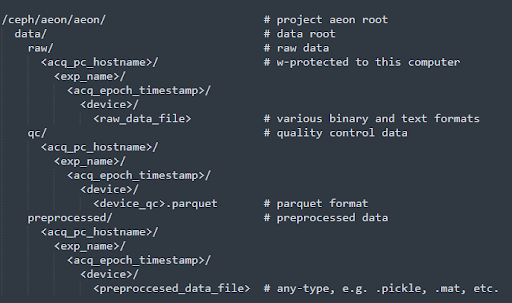 /ceph/aeon/aeon/                        # project aeon root
  data/                                 # data root
    raw/                                # raw data
      <acq_pc_hostname>/                # w-protected to this computer
        <exp_name>/
          <acq_epoch_timestamp>/
            <device>/
              <raw_data_file>           # various binary and text formats
    qc/                                 # quality control data
      <acq_pc_hostname>/
        <exp_name>/
          <acq_epoch_timestamp>/
            <device>/
              <device_qc>.parquet       # parquet format
    preprocessed/                       # preprocessed data
      <acq_pc_hostname>/
        <exp_name>/
          <acq_epoch_timestamp>/
            <device>/
              <preproccesed_data_file>  # any-type, e.g. .pickle, .mat, etc.